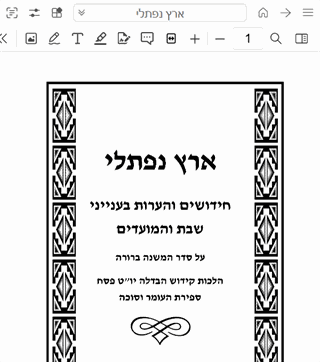 ארץ נפתלי
1
ארץ נפתלי
חידושים והערות בענייני
שבת והמועדים
על סדר המשנה ברורה
הלכות קידוש הבדלה יו״ט פסח
ספירת העומר וסוכה